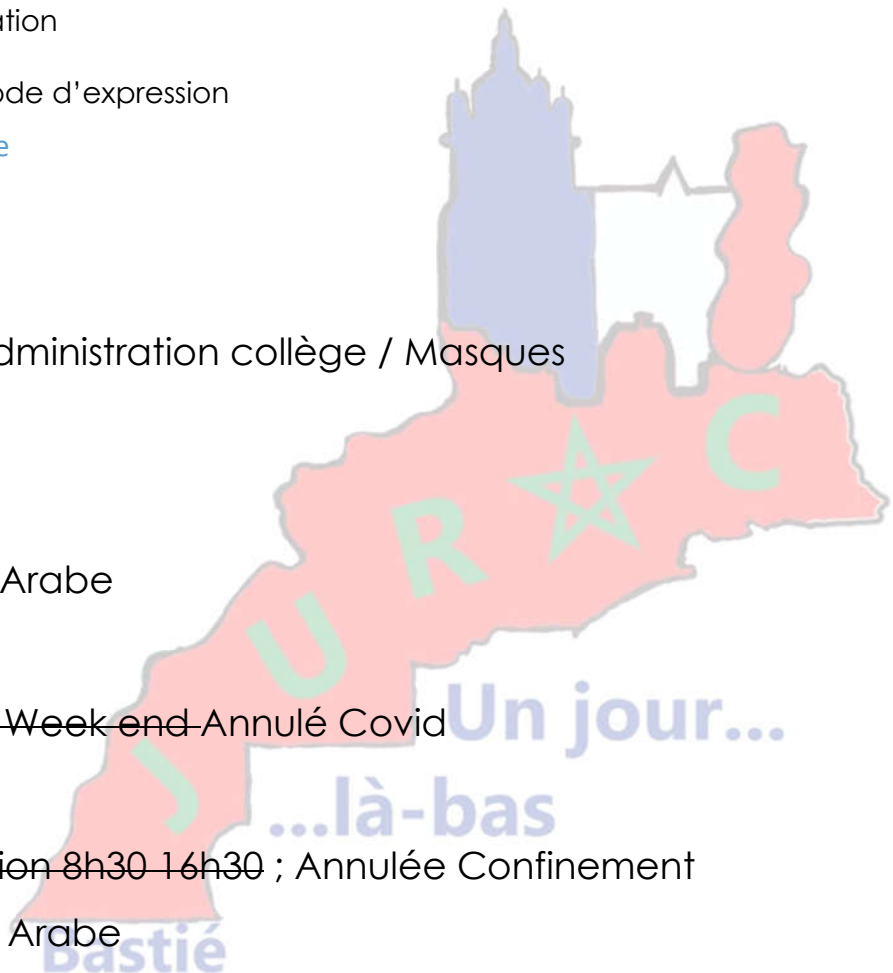 ation
ode d’expression
e
dministration collège / Masques
Arabe
Week end Annulé Covid
Un jour...
...là-bas
ion 8h30 16h30 ; Annulée Confinement
Arabe
Bastié
J U R C